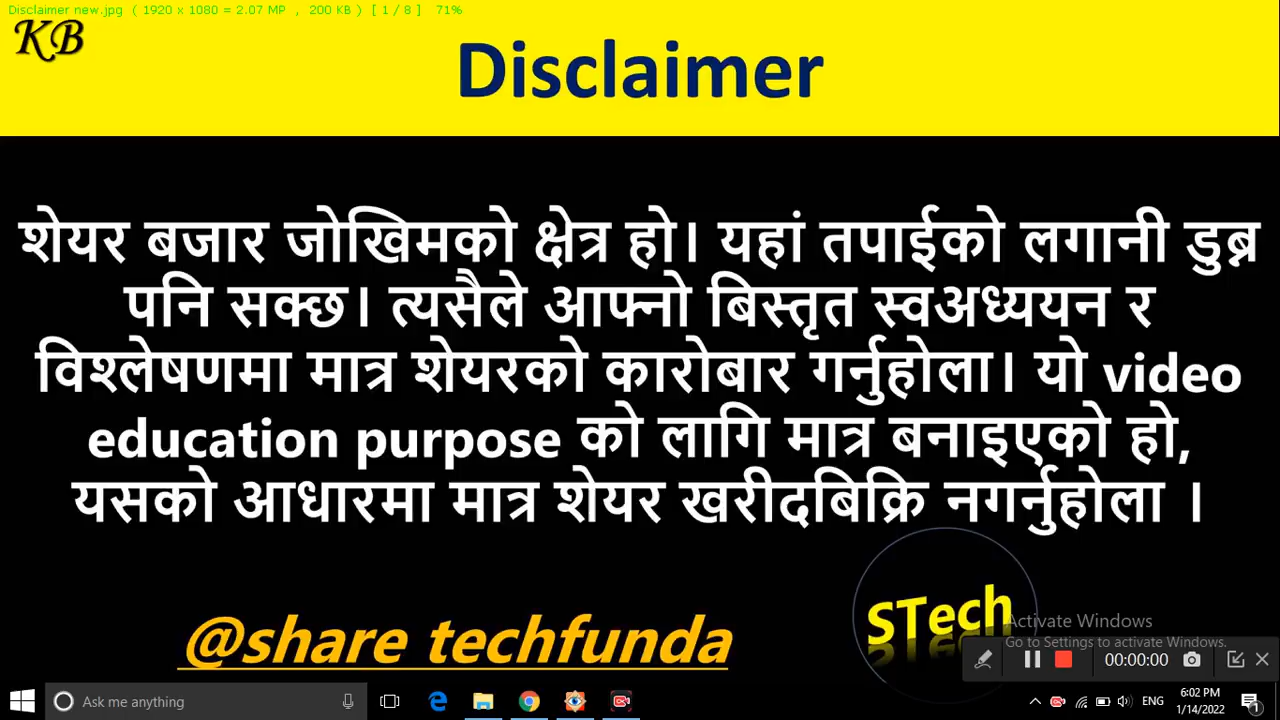 Disclaimer new.jpg ( 1920 x 1080 = 2.07 MP , 200 KB ) [ 1 / 8 ] 71%
KB
Disclaimer
शेयर बजार जोखिमको क्षेत्र हो। यहां तपाईको लगानी डुब्न
पनि सक्छ। त्यसैले आफ्नो बिस्तृत स्वअध्ययन र
विश्लेषणमा मात्र शेयरको कारोबार गर्नुहोला। यो video
education purpose को लागि मात्र बनाइएको हो,
यसको आधारमा मात्र शेयर खरीदबिक्रि नगर्नुहोला ।
@share techfunda
STech
Activate Windows
Go to Settings to activate Windows.
00:00:00
Ask me anything
ENG
6:02 PM
1/14/2022
1